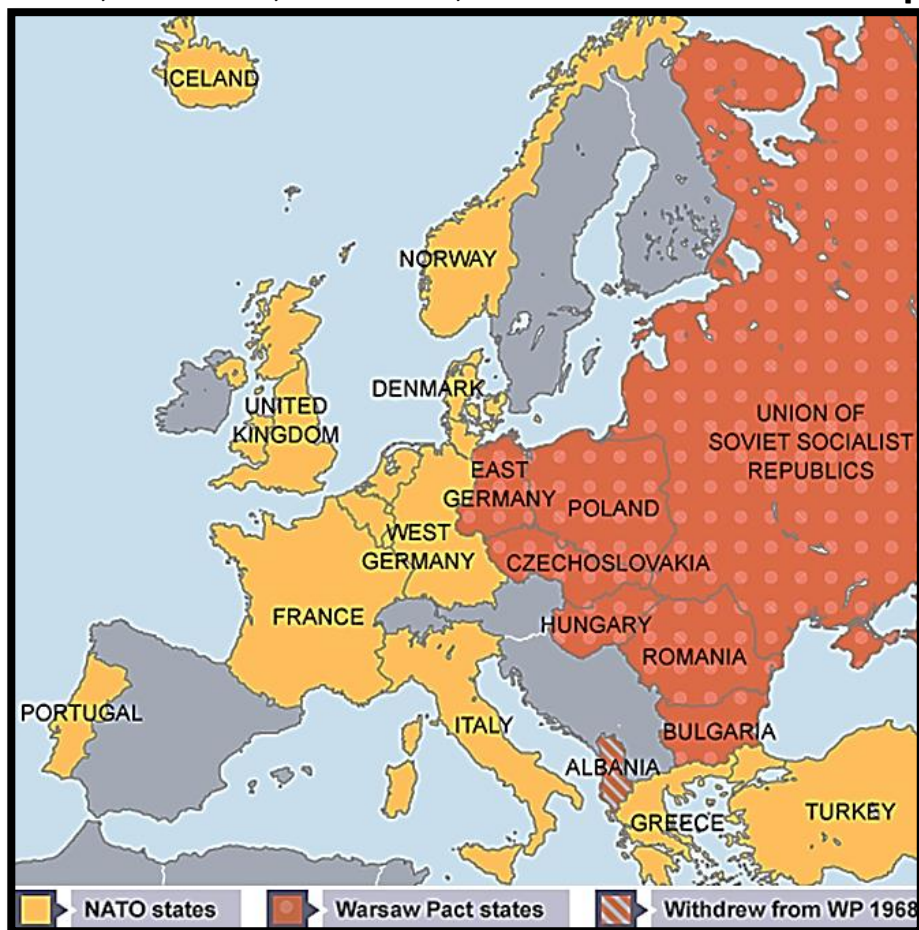 ICELAND
NORWAY
DENMARK
UNITED
KINGDOM
UNION OF
SOVIET SOCIALIST
REPUBLICS
EAST
GERMANY
POLAND
WEST
GERMANY
CZECHOSLOVAKIA
FRANCE
HUNGARY
ROMANIA
PORTUGAL
ITALY
BULGARIA
ALBANIA
GREECE
TURKEY
NATO states
Warsaw Pact states
Withdrew from WP 1968